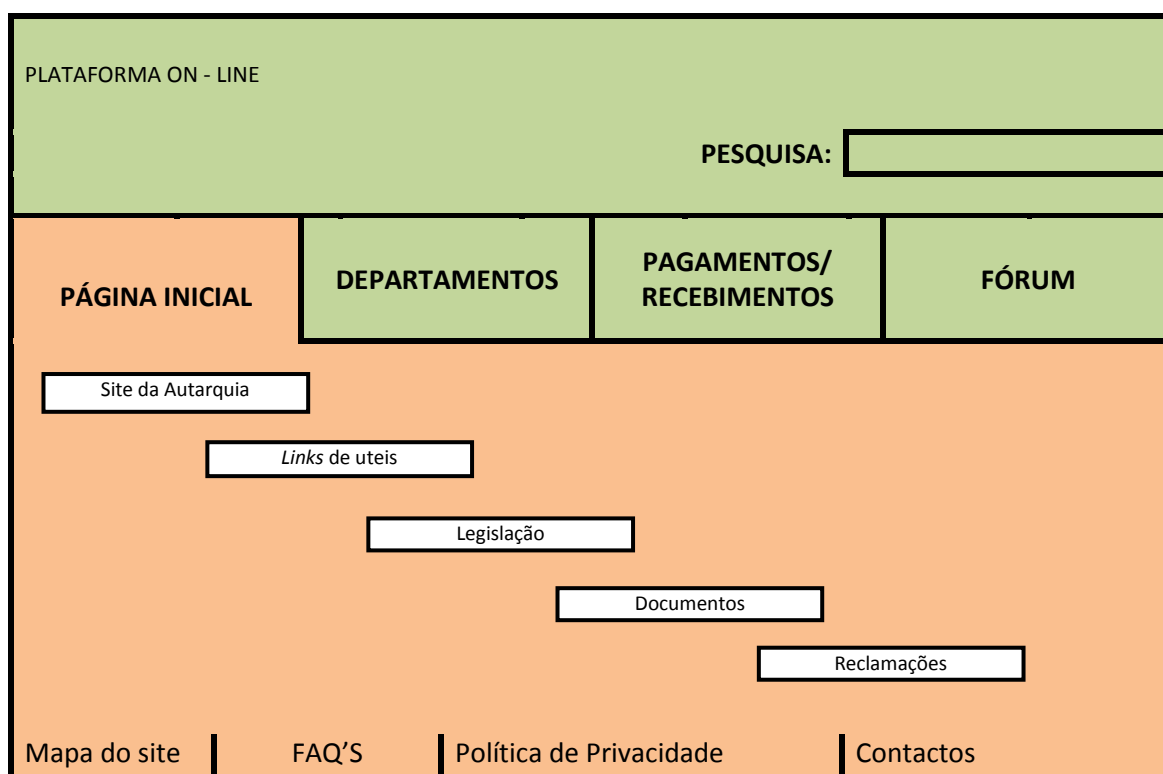 PLATAFORMA ON - LINE
PESQUISA:
PÁGINA INICIAL
DEPARTAMENTOS
PAGAMENTOS/
RECEBIMENTOS
FÓRUM
Site da Autarquia
Links de uteis
Legislação
Documentos
Reclamações
Mapa do site
FAQ’S
Política de Privacidade
Contactos